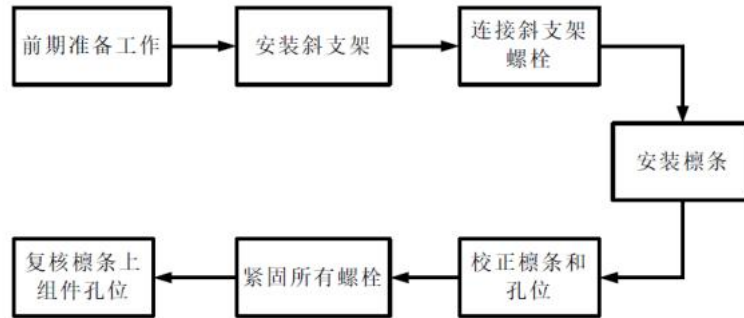 前期准备工作
安装斜支架
连接斜支架
螺栓
安装檩条
校正檩条和
孔位
紧固所有螺栓
复核檩条上
组件孔位